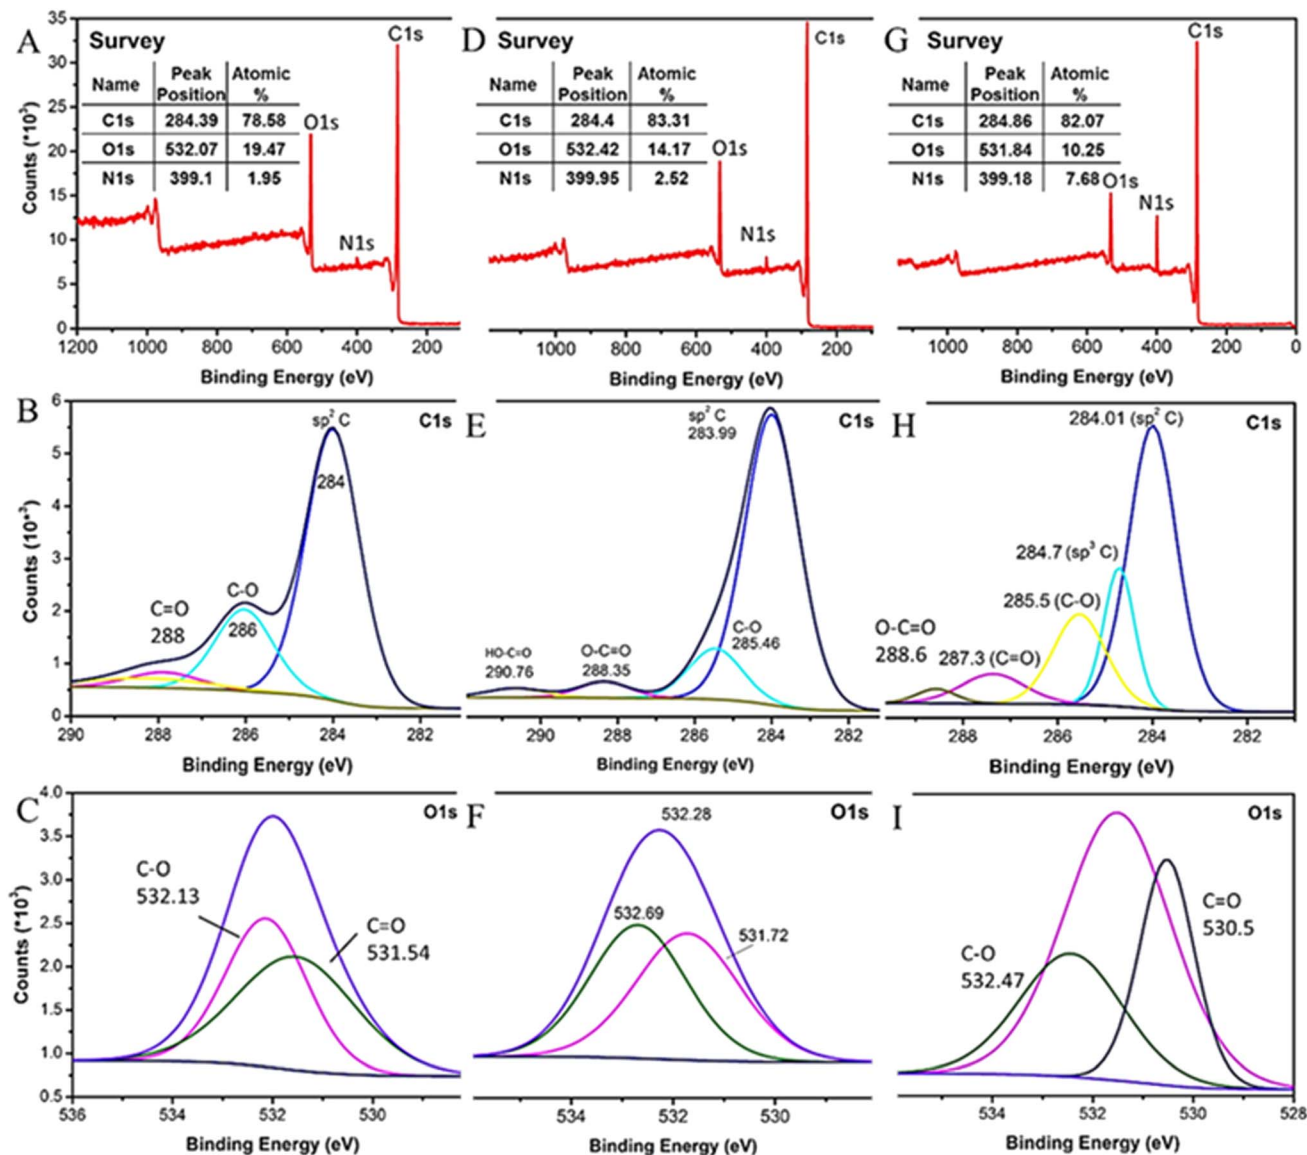 A
Survey
Name Peak Position Atomic %
C1s 284.39 78.58
O1s 532.07 19.47
N1s 399.1 1.95
C1s
O1s
N1s
Counts (*10³)
35
30
25
20
15
10
5
0
1200 1000 800 600 400 200
Binding Energy (eV)
D
Survey
Name Peak Position Atomic %
C1s 284.4 83.31
O1s 532.42 14.17
N1s 399.95 2.52
C1s
O1s
N1s
1000 800 600 400 200
Binding Energy (eV)
G
Survey
Name Peak Position Atomic %
C1s 284.86 82.07
O1s 531.84 10.25
N1s 399.18 7.68
C1s
O1s
N1s
1000 800 600 400 200 0
Binding Energy (eV)
B
C1s
sp² C
284
C-O
286
C=O
288
Counts (10*³)
6
5
4
3
2
1
0
290 288 286 284 282
Binding Energy (eV)
E
C1s
sp² C
283.99
C-O
285.46
O-C=O
288.35
HO-C=O
290.76
290 288 286 284 282
Binding Energy (eV)
H
C1s
284.01 (sp² C)
284.7 (sp³ C)
285.5 (C-O)
O-C=O
288.6
287.3 (C=O)
288 286 284 282
Binding Energy (eV)
C
O1s
C-O
532.13
C=O
531.54
Counts (*10³)
4.0
3.5
3.0
2.5
2.0
1.5
1.0
0.5
536 534 532 530
Binding Energy (eV)
F
O1s
532.28
532.69
531.72
534 532 530
Binding Energy (eV)
I
O1s
C=O
530.5
C-O
532.47
534 532 530 528
Binding Energy (eV)